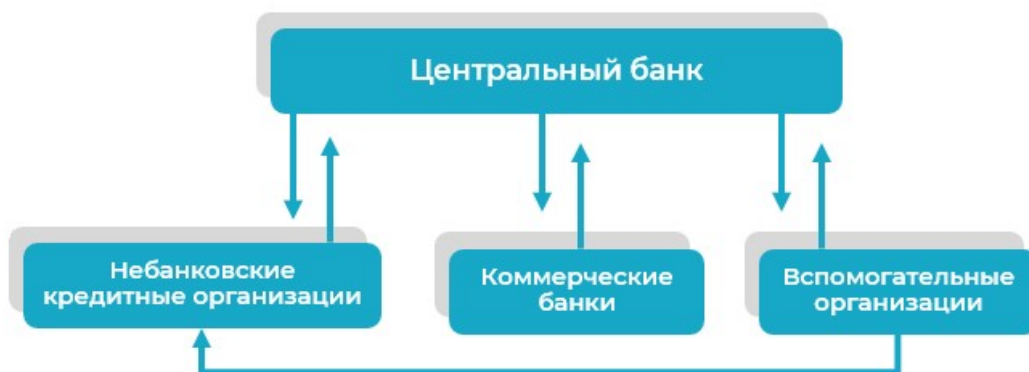 Центральный банк
Небанковские
кредитные организации
Коммерческие
банки
Вспомогательные
организации